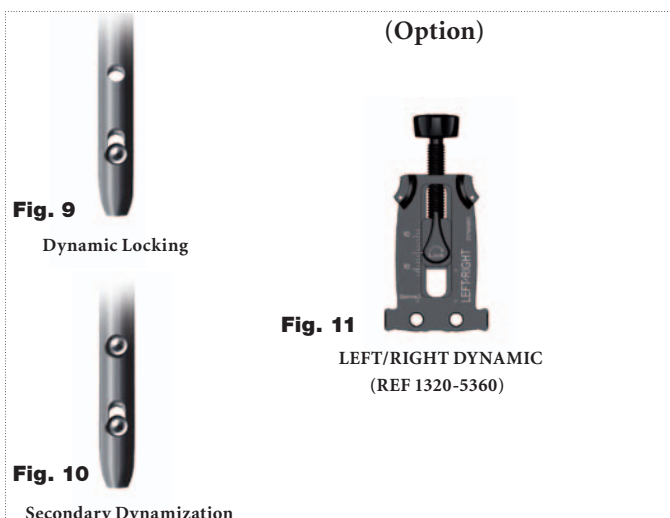 (Option)
Fig. 9
Dynamic Locking
Fig. 10
Secondary Dynamization
Fig. 11
LEFT/RIGHT
LEFT/RIGHT DYNAMIC
(REF 1320-5360)